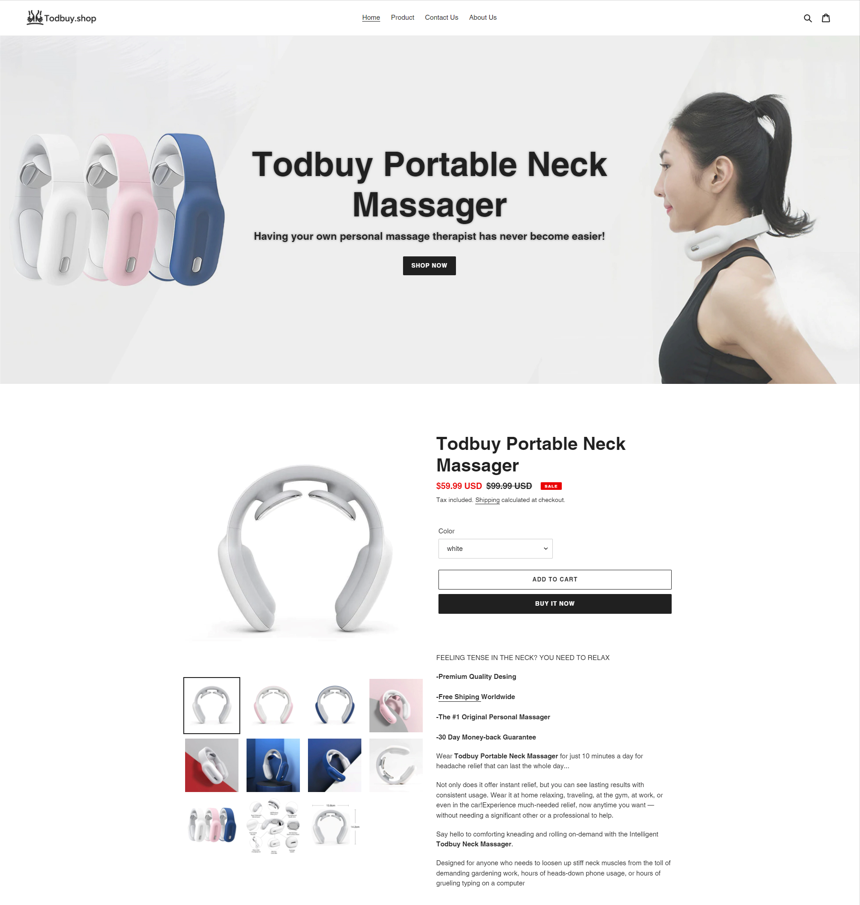 Todbuy.shop
Home Product Contact Us About Us
Todbuy Portable Neck
Massager
Having your own personal massage therapist has never become easier!
SHOP NOW
Todbuy Portable Neck
Massager
$59.99 USD $99.99 USD SALE
Tax included. Shipping calculated at checkout.
Color
white
ADD TO CART
BUY IT NOW
FEELING TENSE IN THE NECK? YOU NEED TO RELAX
-Premium Quality Desing
-Free Shiping Worldwide
-The #1 Original Personal Massager
-30 Day Money-back Guarantee
Wear Todbuy Portable Neck Massager for just 10 minutes a day for
headache relief that can last the whole day...
Not only does it offer instant relief, but you can see lasting results with
consistent usage. Wear it at home relaxing, traveling, at the gym, at work, or
even in the car!Experience much-needed relief, now anytime you want —
without needing a significant other or a professional to help.
Say hello to comforting kneading and rolling on-demand with the Intelligent
Todbuy Neck Massager.
Designed for anyone who needs to loosen up stiff neck muscles from the toll of
demanding gardening work, hours of heads-down phone usage, or hours of
grueling typing on a computer